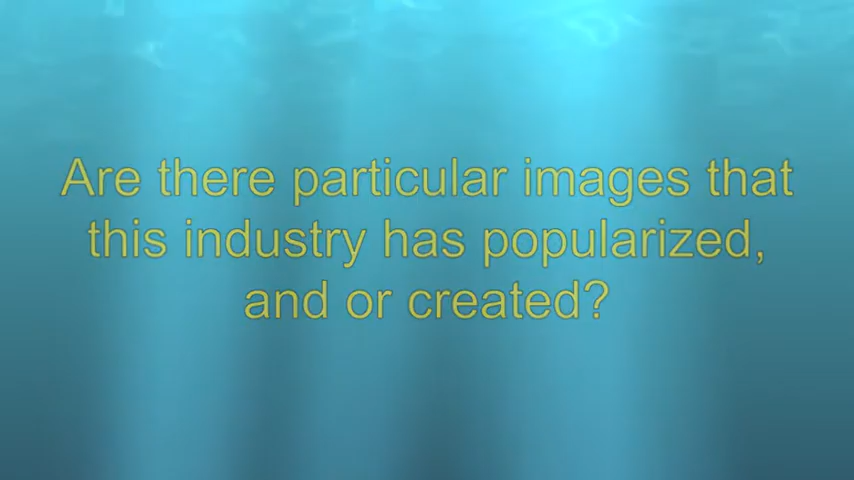 Are there particular images that
this industry has popularized,
and or created?